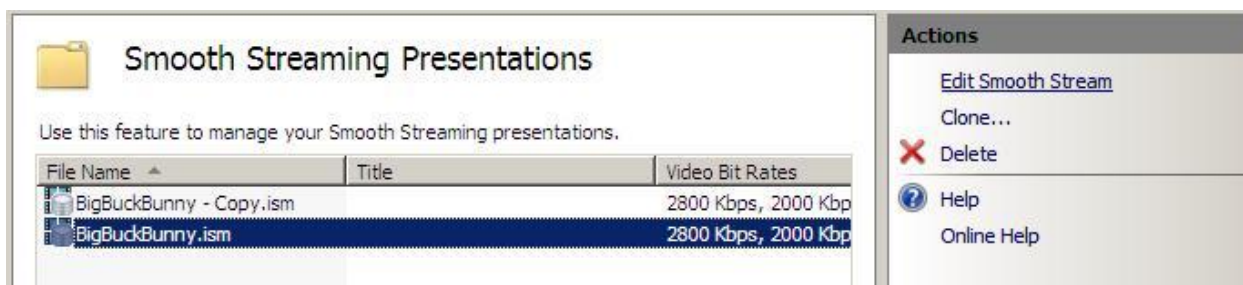 Smooth Streaming Presentations
Use this feature to manage your Smooth Streaming presentations.
File Name Title Video Bit Rates
BigBuckBunny - Copy.ism 2800 Kbps, 2000 Kbp
BigBuckBunny.ism 2800 Kbps, 2000 Kbp
Actions
Edit Smooth Stream
Clone...
Delete
Help
Online Help